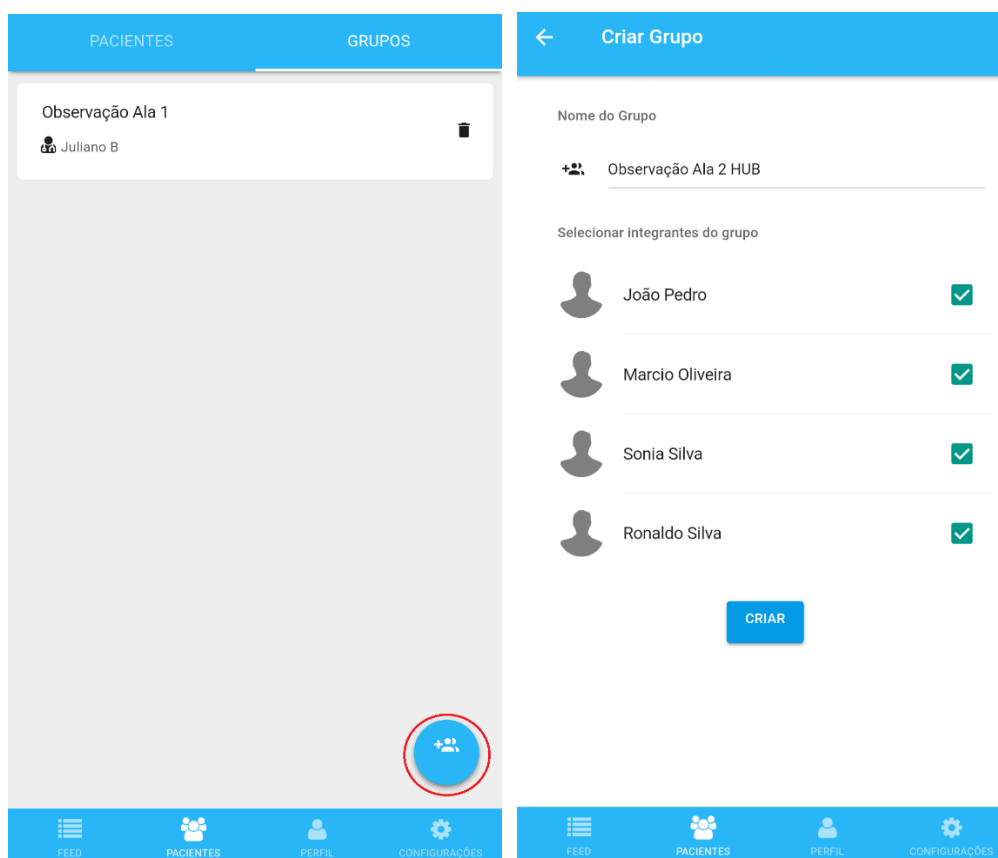 PACIENTES GRUPOS
Observação Ala 1
Juliano B
FEED PACIENTES PERFIL CONFIGURAÇÕES
Criar Grupo
Nome do Grupo
Observação Ala 2 HUB
Selecionar integrantes do grupo
João Pedro
Marcio Oliveira
Sonia Silva
Ronaldo Silva
CRIAR
FEED PACIENTES PERFIL CONFIGURAÇÕES